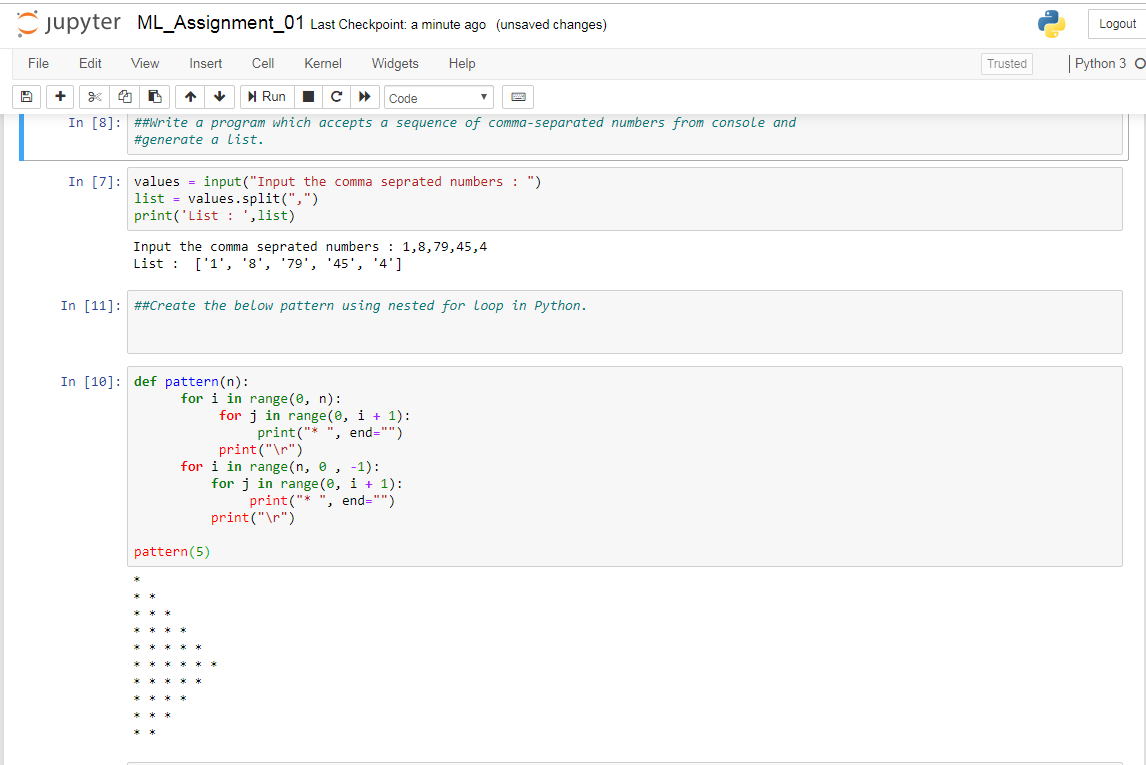 jupyter ML_Assignment_01 Last Checkpoint: a minute ago (unsaved changes) Logout
File Edit View Insert Cell Kernel Widgets Help Trusted Python 3
Run Code
In [8]: ##Write a program which accepts a sequence of comma-separated numbers from console and
#generate a list.
In [7]: values = input("Input the comma seprated numbers : ")
list = values.split(",")
print('List : ',list)
Input the comma seprated numbers : 1,8,79,45,4
List :  ['1', '8', '79', '45', '4']
In [11]: ##Create the below pattern using nested for loop in Python.
In [10]: def pattern(n):
      for i in range(0, n):
           for j in range(0, i + 1):
                print("* ", end="")
           print("\r")
      for i in range(n, 0 , -1):
          for j in range(0, i + 1):
               print("* ", end="")
          print("\r")
pattern(5)
*
* *
* * *
* * * *
* * * * *
* * * * * *
* * * * *
* * * *
* * *
* *